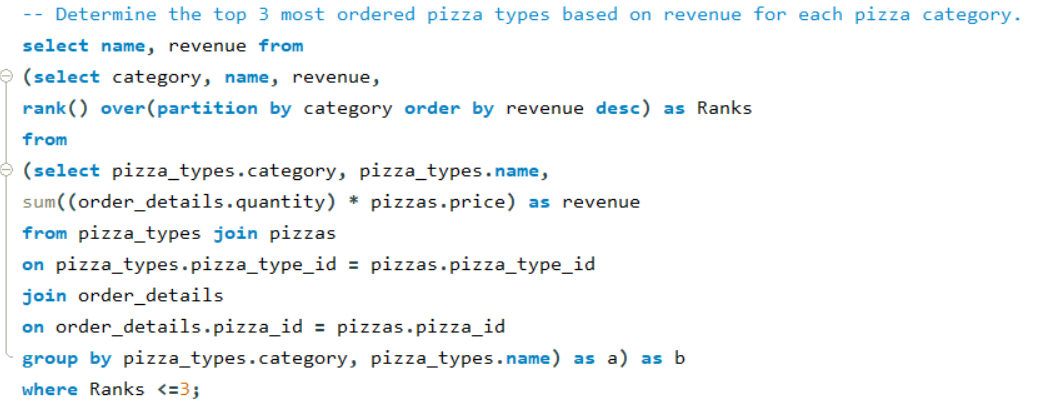 -- Determine the top 3 most ordered pizza types based on revenue for each pizza category.
select name, revenue from
(select category, name, revenue,
rank() over(partition by category order by revenue desc) as Ranks
from
(select pizza_types.category, pizza_types.name,
sum((order_details.quantity) * pizzas.price) as revenue
from pizza_types join pizzas
on pizza_types.pizza_type_id = pizzas.pizza_type_id
join order_details
on order_details.pizza_id = pizzas.pizza_id
group by pizza_types.category, pizza_types.name) as a) as b
where Ranks <=3;